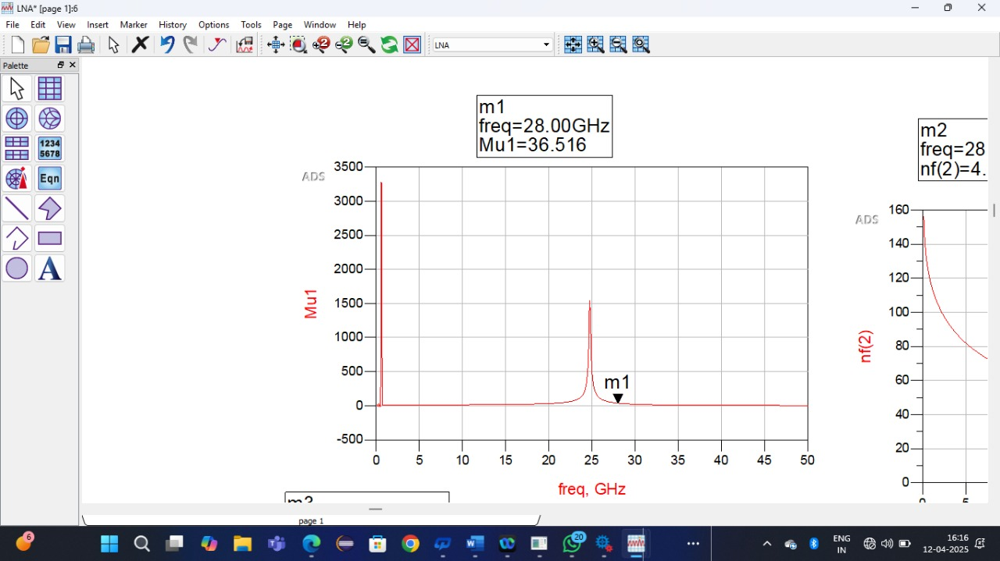 LNA* [page 1]:6
File Edit View Insert Marker History Options Tools Page Window Help
LNA
Palette
1234
5678
Eqn
m1
freq=28.00GHz
Mu1=36.516
ADS
3500
3000
2500
2000
1500
1000
500
0
-500
Mu1
m1
0 5 10 15 20 25 30 35 40 45 50
freq, GHz
m2
freq=28
nf(2)=4.
ADS
160
140
120
100
80
60
40
20
0
nf(2)
page 1
6
20
ENG
IN
16:16
12-04-2025